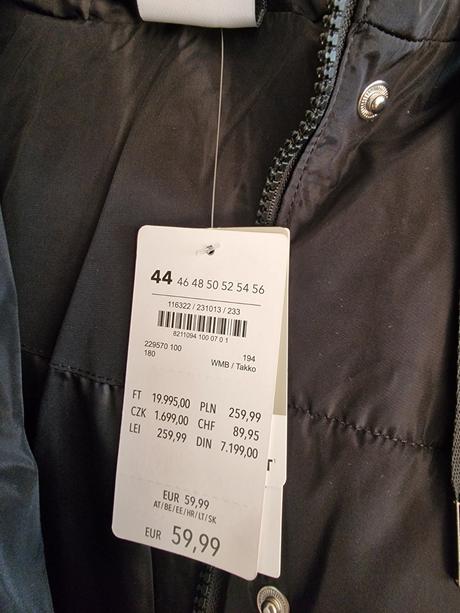 44 46 48 50 52 54 56
116322 / 231013 / 233
8211094 100 07 0 1
229570 100 194
180 WMB / Takko
FT 19.995,00 PLN 259,99
CZK 1.699,00 CHF 89,95
LEI 259,99 DIN 7.199,00
EUR 59,99
AT/BE/EE/HR/LT/SK
EUR 59,99
T